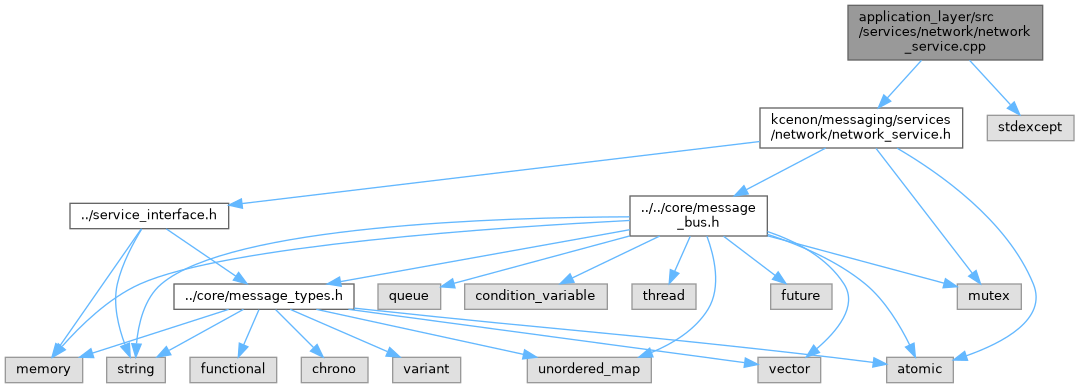 application_layer/src
/services/network/network
_service.cpp
kcenon/messaging/services
/network/network_service.h
stdexcept
../service_interface.h
../../core/message
_bus.h
../core/message_types.h
queue
condition_variable
thread
future
mutex
memory
string
functional
chrono
variant
unordered_map
vector
atomic